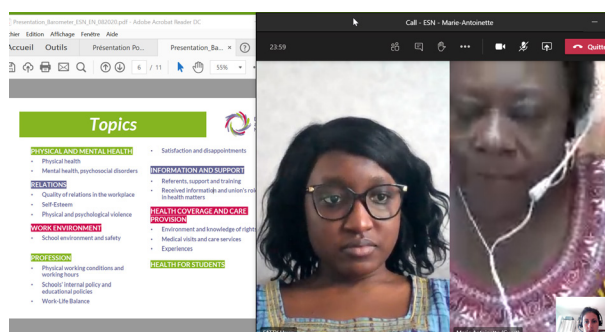 Presentation_Barometer_ESN_EN_082020.pdf - Adobe Acrobat Reader DC
Edition Affichage Fenêtre Aide
Accueil Outils Présentation Po... Presentation_Ba... ×
6 / 11 55%
Topics
PHYSICAL AND MENTAL HEALTH
• Physical health
• Mental health, psychosocial disorders
RELATIONS
• Quality of relations in the workplace
• Self-Esteem
• Physical and psychological violence
WORK ENVIRONMENT
• School environment and safety
PROFESSION
• Physical working conditions and
working hours
• Schools' internal policy and
educational policies
• Work-Life Balance
• Satisfaction and disappointments
INFORMATION AND SUPPORT
• Referents, support and training
• Received information and union's
in health matters
HEALTH COVERAGE AND CARE
PROVISION
• Environment and knowledge of
• Medical visits and care services
• Experiences
HEALTH FOR STUDENTS
Call - ESN - Marie-Antoinette
23:59